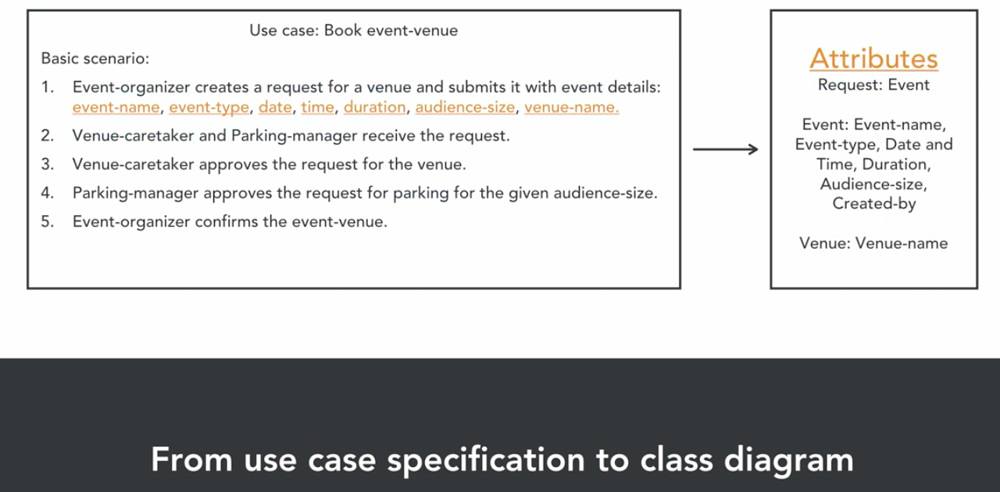 Use case: Book event-venue
Basic scenario:
1. Event-organizer creates a request for a venue and submits it with event details:
event-name, event-type, date, time, duration, audience-size, venue-name.
2. Venue-caretaker and Parking-manager receive the request.
3. Venue-caretaker approves the request for the venue.
4. Parking-manager approves the request for parking for the given audience-size.
5. Event-organizer confirms the event-venue.
Attributes
Request: Event
Event: Event-name,
Event-type, Date and
Time, Duration,
Audience-size,
Created-by
Venue: Venue-name
From use case specification to class diagram